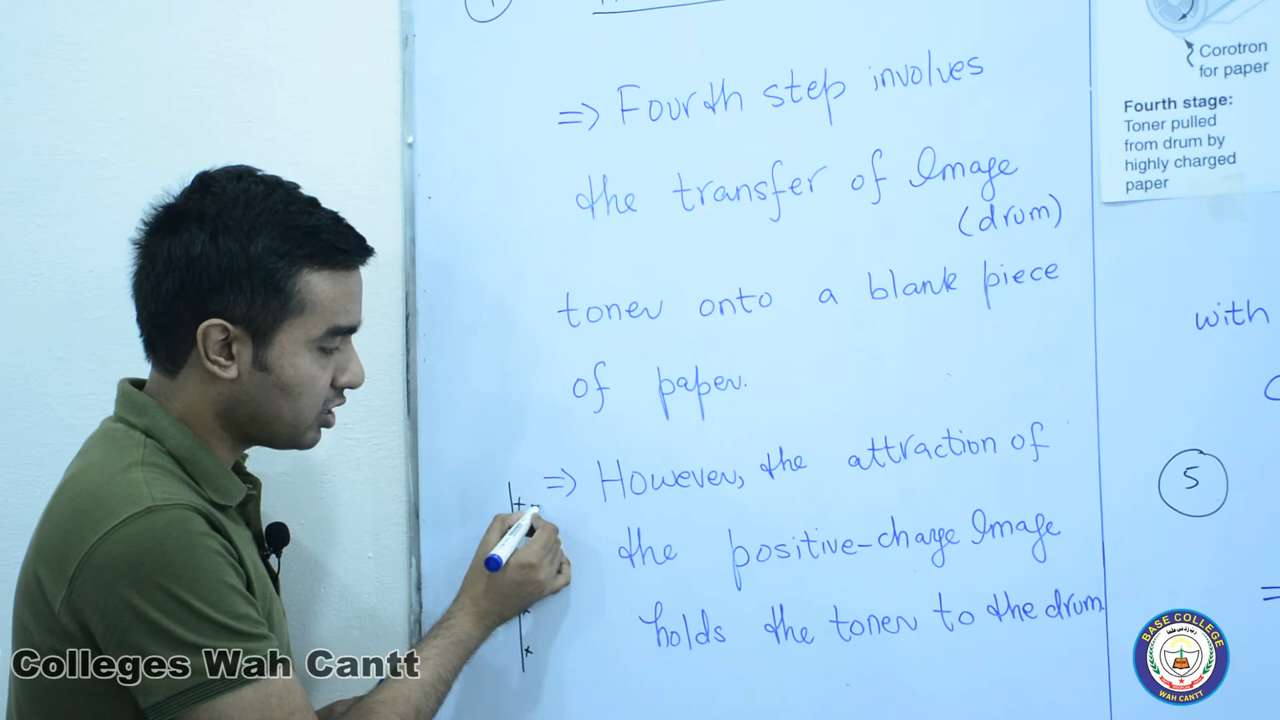 => Fourth step involves
the transfer of Image
(drum)
toner onto a blank piece
of paper.
=> However, the attraction of
the positive-charge Image
holds the toner to the drum.
Corotron
for paper
Fourth stage:
Toner pulled
from drum by
highly charged
paper
with
5
=
BASE COLLEGE
WAH CANTT
Colleges Wah Cantt